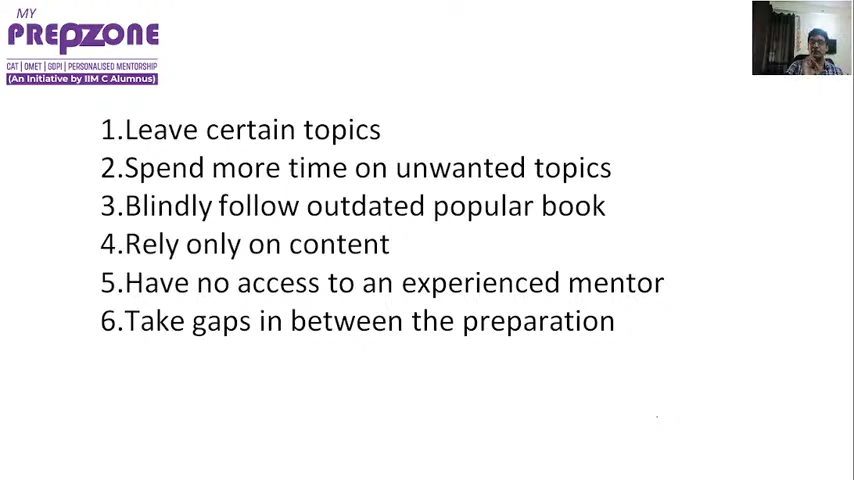 MY
PREPZONE
CAT | OMET | GDPI | PERSONALISED MENTORSHIP
(An Initiative by IIM C Alumnus)
1.Leave certain topics
2.Spend more time on unwanted topics
3.Blindly follow outdated popular book
4.Rely only on content
5.Have no access to an experienced mentor
6.Take gaps in between the preparation